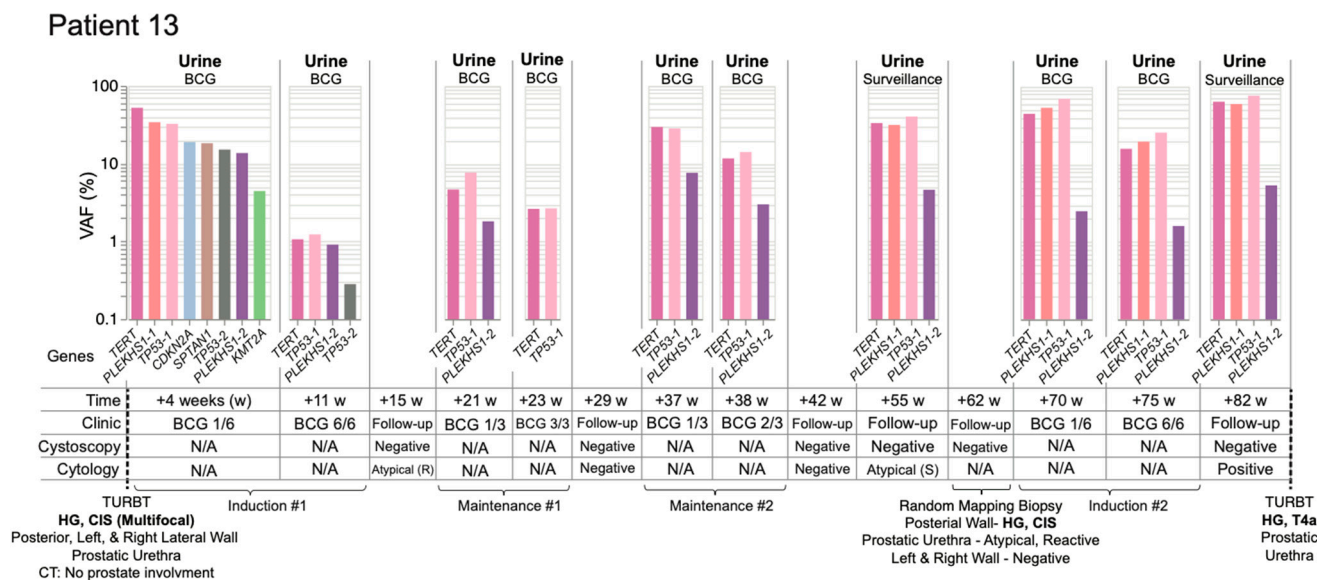 Patient 13
Urine Urine Urine Urine Urine Urine Urine Urine Urine Urine
BCG BCG BCG BCG BCG BCG Surveillance BCG BCG Surveillance
100
10
1
0.1
VAF (%)
Genes
TERT PLEKHS1-1 TP53-1 CDKN2A SPTAN1 TP53-2 PLEKHS1-2 KMT2A
TERT TP53-1 PLEKHS1-2 TP53-2
TERT TP53-1 PLEKHS1-2
TERT TP53-1
TERT TP53-1 PLEKHS1-2
TERT TP53-1 PLEKHS1-2
TERT PLEKHS1-1 TP53-1 PLEKHS1-2
TERT PLEKHS1-1 TP53-1 PLEKHS1-2
TERT PLEKHS1-1 TP53-1 PLEKHS1-2
TERT PLEKHS1-1 TP53-1 PLEKHS1-2
Time +4 weeks (w) +11 w +15 w +21 w +23 w +29 w +37 w +38 w +42 w +55 w +62 w +70 w +75 w +82 w
Clinic BCG 1/6 BCG 6/6 Follow-up BCG 1/3 BCG 3/3 Follow-up BCG 1/3 BCG 2/3 Follow-up Follow-up Follow-up BCG 1/6 BCG 6/6 Follow-up
Cystoscopy N/A N/A Negative N/A N/A Negative N/A N/A Negative Negative Negative N/A N/A Negative
Cytology N/A N/A Atypical (R) N/A N/A Negative N/A N/A Negative Atypical (S) N/A N/A N/A Positive
TURBT
HG, CIS (Multifocal)
Posterior, Left, & Right Lateral Wall
Prostatic Urethra
CT: No prostate involvment
Induction #1
Maintenance #1
Maintenance #2
Random Mapping Biopsy
Posterial Wall- HG, CIS
Prostatic Urethra - Atypical, Reactive
Left & Right Wall - Negative
Induction #2
TURBT
HG, T4a
Prostatic
Urethra